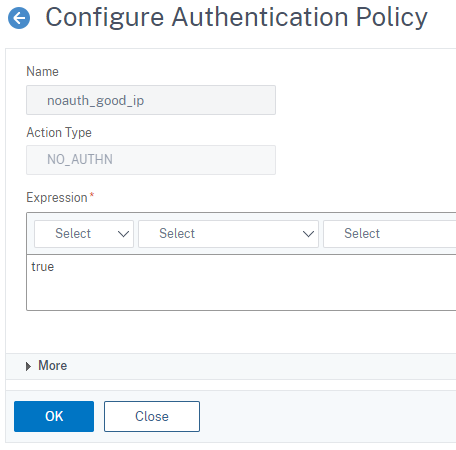 Configure Authentication Policy
Name
noauth_good_ip
Action Type
NO_AUTHN
Expression*
Select Select Select
true
More
OK Close